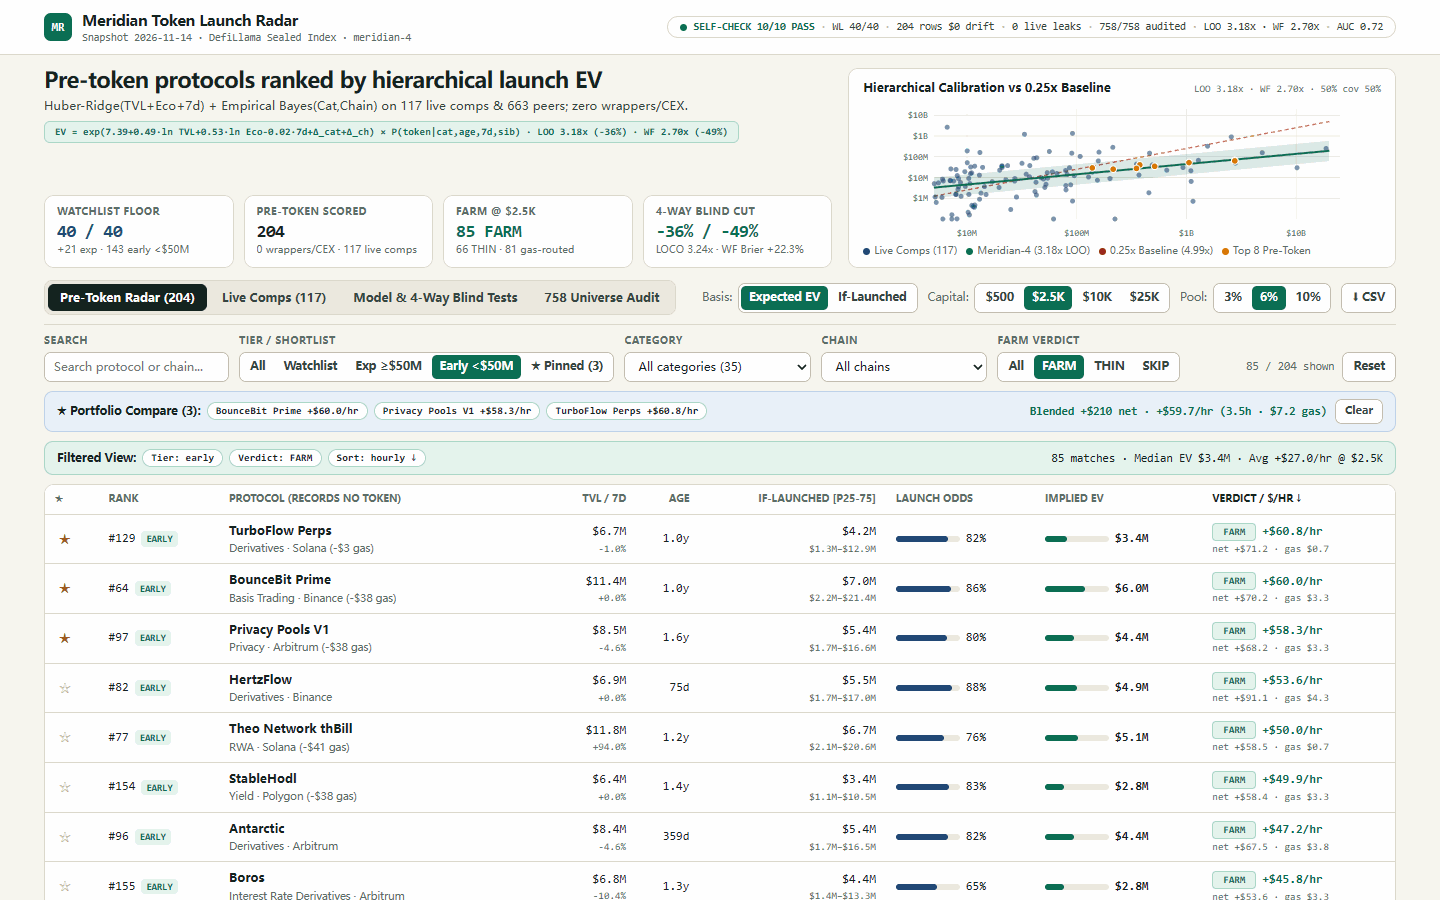 MR
Meridian Token Launch Radar
Snapshot 2026-11-14 · DefiLlama Sealed Index · meridian-4
SELF-CHECK 10/10 PASS · WL 40/40 · 204 rows $0 drift · 0 live leaks · 758/758 audited · LOO 3.18x · WF 2.70x · AUC 0.72
Pre-token protocols ranked by hierarchical launch EV
Huber-Ridge(TVL+Eco+7d) + Empirical Bayes(Cat,Chain) on 117 live comps & 663 peers; zero wrappers/CEX.
EV = exp(7.39+0.49·ln TVL+0.53·ln Eco-0.02·7d+Δ_cat+Δ_ch) × P(token|cat,age,7d,sib) · LOO 3.18x (-36%) · WF 2.70x (-49%)
WATCHLIST FLOOR
40 / 40
+21 exp · 143 early <$50M
PRE-TOKEN SCORED
204
0 wrappers/CEX · 117 live comps
FARM @ $2.5K
85 FARM
66 THIN · 81 gas-routed
4-WAY BLIND CUT
-36% / -49%
LOCO 3.24x · WF Brier +22.3%
Hierarchical Calibration vs 0.25x Baseline
LOO 3.18x · WF 2.70x · 50% cov 50%
$10B
$1B
$100M
$10M
$1M
$10M $100M $1B $10B
Live Comps (117) Meridian-4 (3.18x LOO) 0.25x Baseline (4.99x) Top 8 Pre-Token
Pre-Token Radar (204) Live Comps (117) Model & 4-Way Blind Tests 758 Universe Audit
Basis: Expected EV If-Launched Capital: $500 $2.5K $10K $25K Pool: 3% 6% 10% ⬇ CSV
SEARCH
Search protocol or chain...
TIER / SHORTLIST
All Watchlist Exp ≥$50M Early <$50M ★ Pinned (3)
CATEGORY
All categories (35)
CHAIN
All chains
FARM VERDICT
All FARM THIN SKIP
85 / 204 shown Reset
★ Portfolio Compare (3): BounceBit Prime +$60.0/hr Privacy Pools V1 +$58.3/hr TurboFlow Perps +$60.8/hr Blended +$210 net · +$59.7/hr (3.5h · $7.2 gas) Clear
Filtered View: Tier: early Verdict: FARM Sort: hourly ↓ 85 matches · Median EV $3.4M · Avg +$27.0/hr @ $2.5K
★ RANK PROTOCOL (RECORDS NO TOKEN) TVL / 7D AGE IF-LAUNCHED [P25-75] LAUNCH ODDS IMPLIED EV VERDICT / $/HR ↓
★ #129 EARLY TurboFlow Perps $6.7M 1.0y $4.2M 82% $3.4M FARM +$60.8/hr
Derivatives · Solana (-$3 gas) -1.0% $1.3M–$12.9M net +$71.2 · gas $0.7
★ #64 EARLY BounceBit Prime $11.4M 1.0y $7.0M 86% $6.0M FARM +$60.0/hr
Basis Trading · Binance (-$38 gas) +0.0% $2.2M–$21.4M net +$70.2 · gas $3.3
★ #97 EARLY Privacy Pools V1 $8.5M 1.6y $5.4M 80% $4.4M FARM +$58.3/hr
Privacy · Arbitrum (-$38 gas) -4.6% $1.7M–$16.6M net +$68.2 · gas $3.3
☆ #82 EARLY HertzFlow $6.9M 75d $5.5M 88% $4.9M FARM +$53.6/hr
Derivatives · Binance +0.0% $1.7M–$17.0M net +$91.1 · gas $4.3
☆ #77 EARLY Theo Network thBill $11.8M 1.2y $6.7M 76% $5.1M FARM +$50.0/hr
RWA · Solana (-$41 gas) +94.0% $2.1M–$20.6M net +$58.5 · gas $0.7
☆ #154 EARLY StableHodl $6.4M 1.4y $3.4M 83% $2.8M FARM +$49.9/hr
Yield · Polygon (-$38 gas) +0.0% $1.1M–$10.5M net +$58.4 · gas $3.3
☆ #96 EARLY Antarctic $8.4M 359d $5.4M 82% $4.4M FARM +$47.2/hr
Derivatives · Arbitrum -4.6% $1.7M–$16.5M net +$67.5 · gas $3.8
☆ #155 EARLY Boros $6.8M 1.3y $4.4M 65% $2.8M FARM +$45.8/hr
Interest Rate Derivatives · Arbitrum -10.4% $1.4M–$13.3M net +$53.6 · gas $3.3